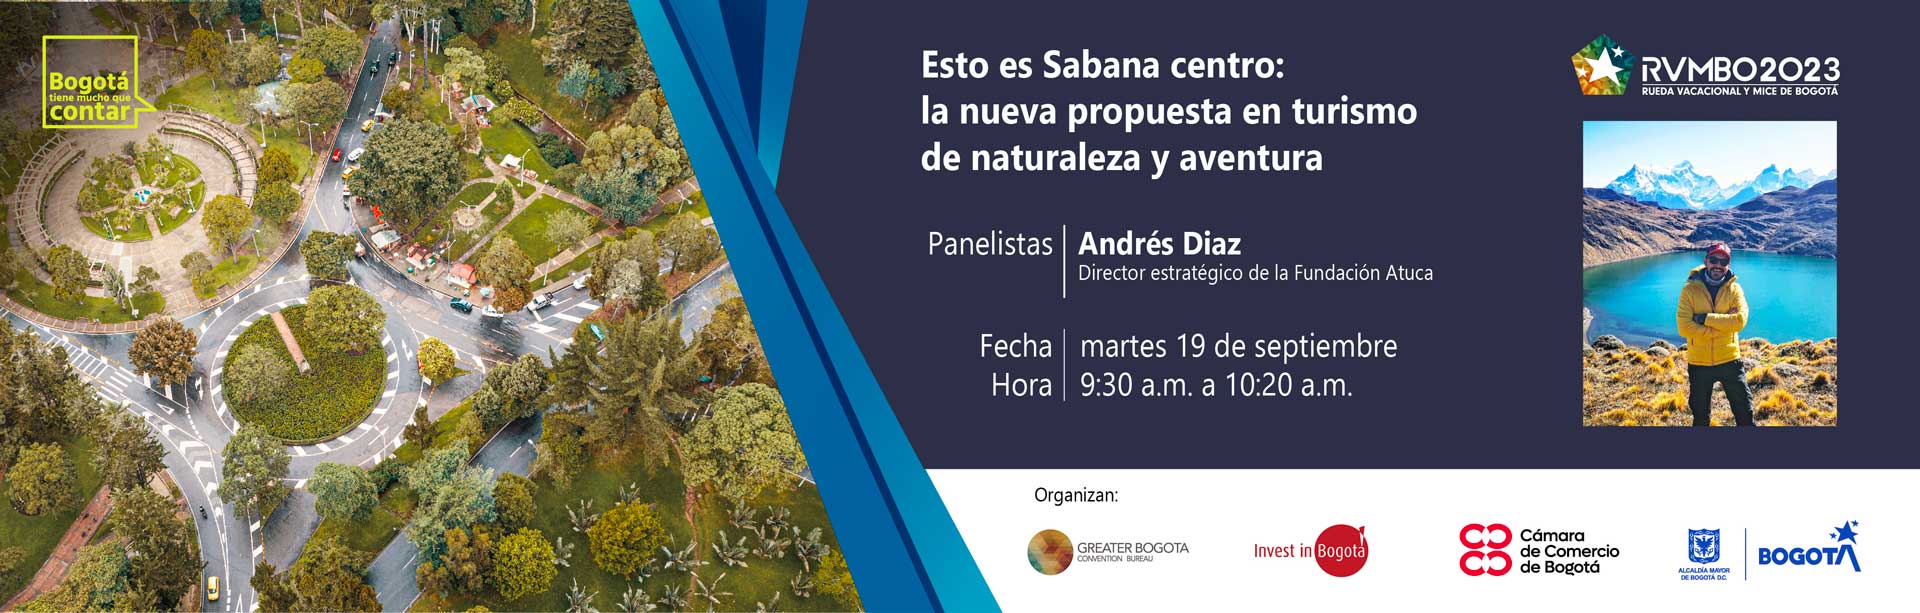 Bogotá
tiene mucho que
contar
Esto es Sabana centro:
la nueva propuesta en turismo
de naturaleza y aventura
RVMBO2023
RUEDA VACACIONAL Y MICE DE BOGOTÁ
Panelistas
Andrés Diaz
Director estratégico de la Fundación Atuca
Fecha
martes 19 de septiembre
Hora
9:30 a.m. a 10:20 a.m.
Organizan:
GREATER BOGOTA
CONVENTION BUREAU
Invest in Bogotá
Cámara
de Comercio
de Bogotá
ALCALDÍA MAYOR
DE BOGOTÁ D.C.
BOGOTÁ